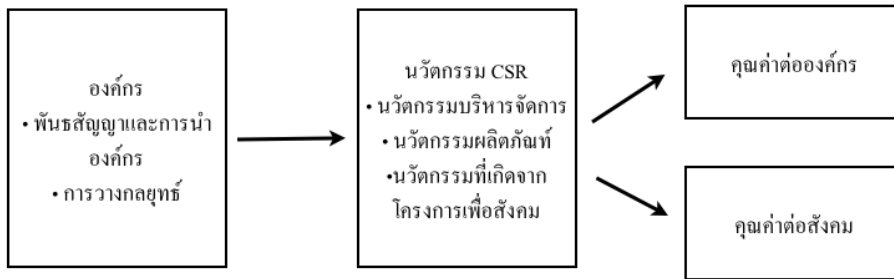 องค์กร
• พันธสัญญาและการนำ
องค์กร
• การวางกลยุทธ์
นวัตกรรม CSR
• นวัตกรรมบริหารจัดการ
• นวัตกรรมผลิตภัณฑ์
•นวัตกรรมที่เกิดจาก
โครงการเพื่อสังคม
คุณค่าต่อองค์กร
คุณค่าต่อสังคม